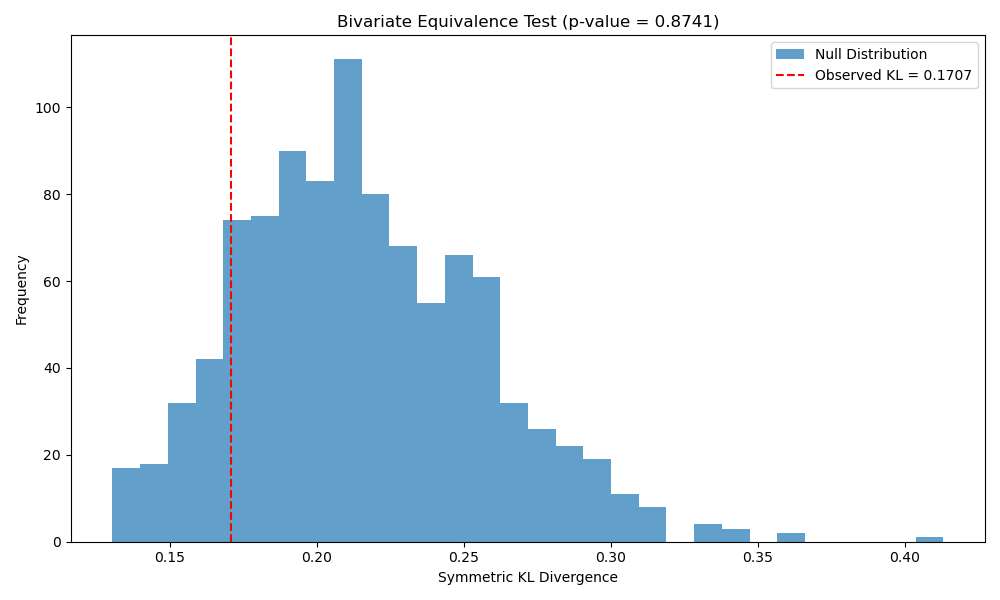 Bivariate Equivalence Test (p-value = 0.8741)
Null Distribution
Observed KL = 0.1707
Frequency
100
80
60
40
20
0
0.15 0.20 0.25 0.30 0.35 0.40
Symmetric KL Divergence